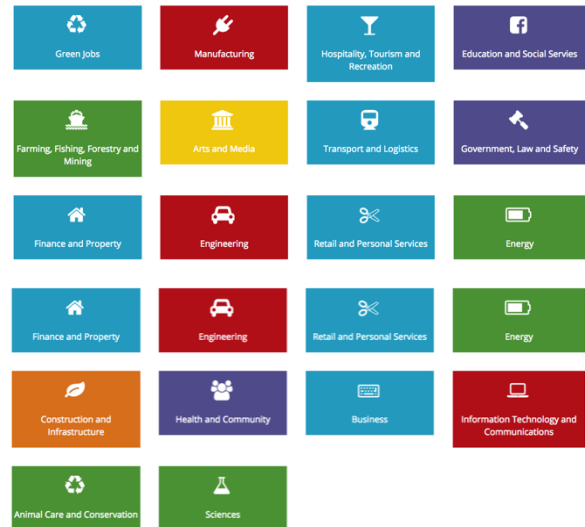 Green Jobs
Manufacturing
Hospitality, Tourism and
Recreation
Education and Social Servies
Farming, Fishing, Forestry and
Mining
Arts and Media
Transport and Logistics
Government, Law and Safety
Finance and Property
Engineering
Retail and Personal Services
Energy
Finance and Property
Engineering
Retail and Personal Services
Energy
Construction and
Infrastructure
Health and Community
Business
Information Technology and
Communications
Animal Care and Conservation
Sciences